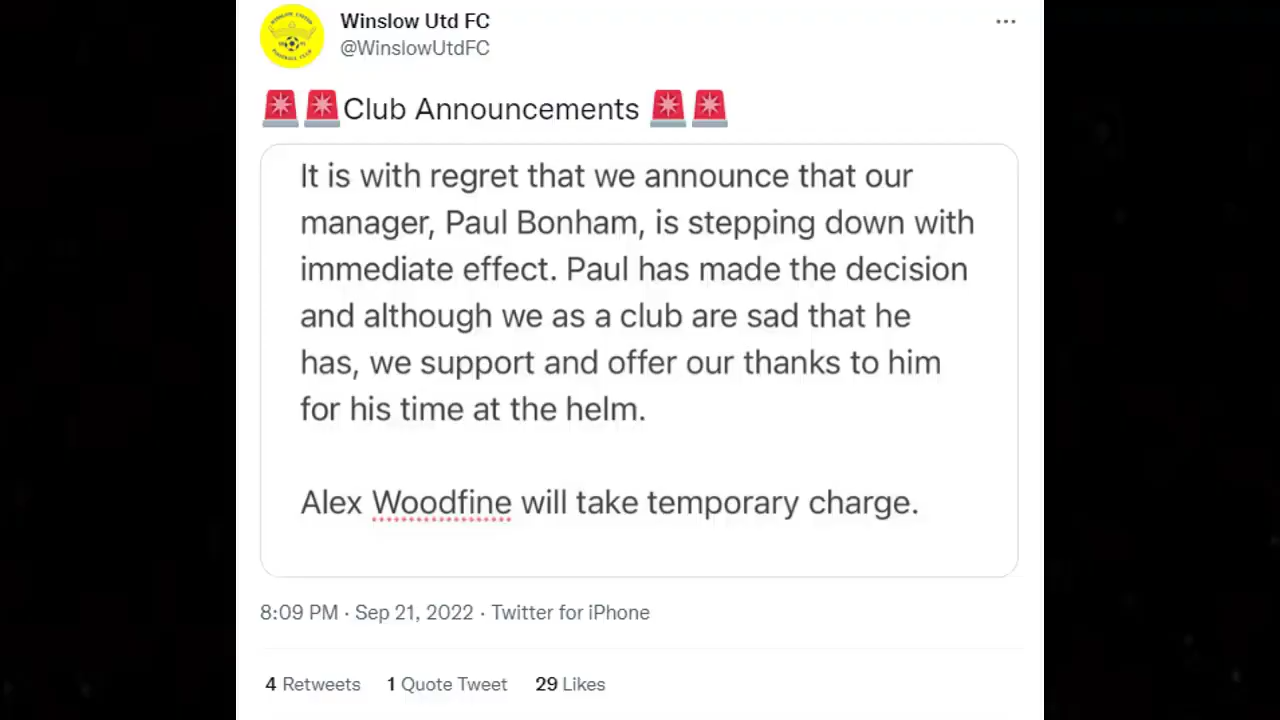 Winslow Utd FC
@WinslowUtdFC
🚨🚨Club Announcements 🚨🚨
It is with regret that we announce that our
manager, Paul Bonham, is stepping down with
immediate effect. Paul has made the decision
and although we as a club are sad that he
has, we support and offer our thanks to him
for his time at the helm.
Alex Woodfine will take temporary charge.
8:09 PM · Sep 21, 2022 · Twitter for iPhone
4 Retweets 1 Quote Tweet 29 Likes